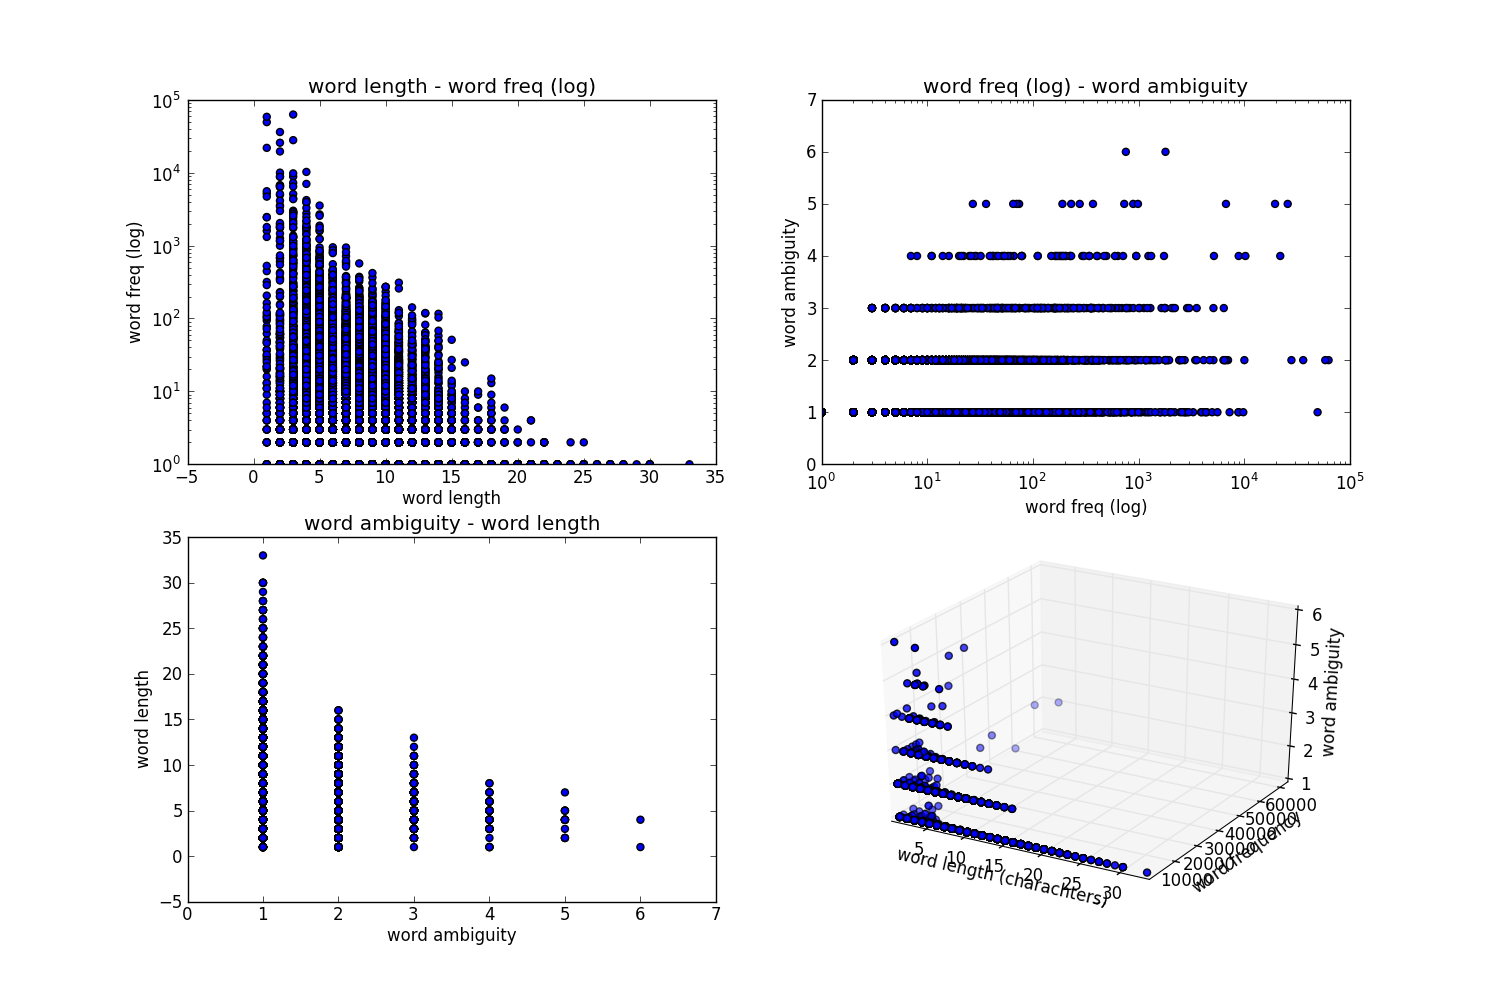 word length - word freq (log)
10^5
10^4
10^3
10^2
10^1
10^0
word freq (log)
−5 0 5 10 15 20 25 30 35
word length
word freq (log) - word ambiguity
7
6
5
4
3
2
1
0
word ambiguity
10^0 10^1 10^2 10^3 10^4 10^5
word freq (log)
word ambiguity - word length
35
30
25
20
15
10
5
0
−5
word length
0 1 2 3 4 5 6 7
word ambiguity
6
5
4
3
2
1
word ambiguity
60000
50000
40000
30000
20000
10000
word frequenty
5 10 15 20 25 30
word length (charachters)